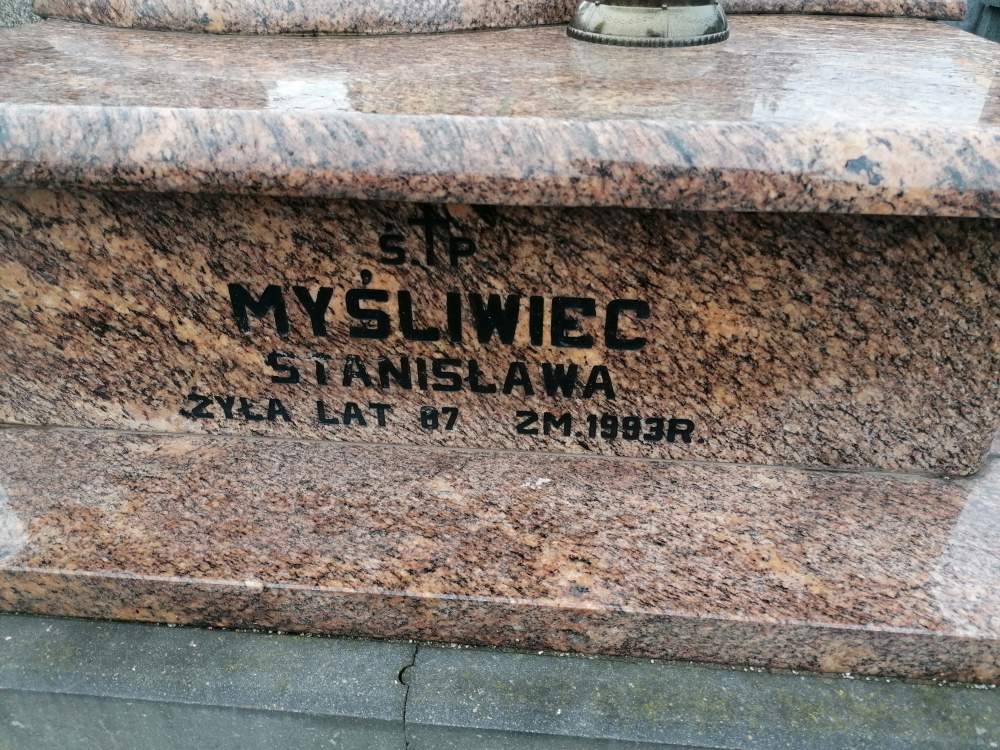 Ś.†P
MYŚLIWIEC
STANISŁAWA
ŻYŁA LAT 87 ZM. 1993R.